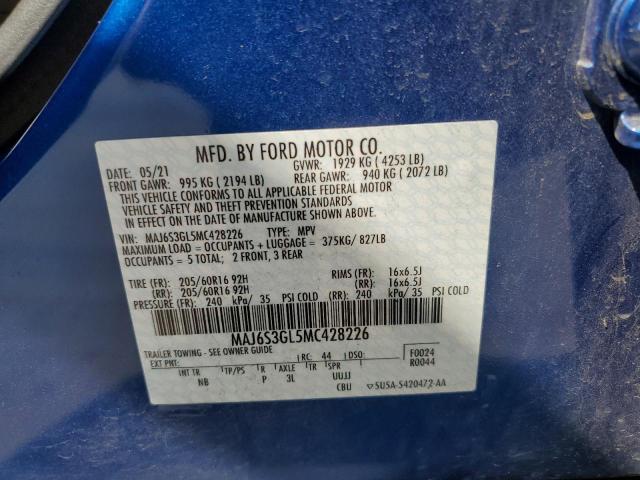 MFD. BY FORD MOTOR CO.
DATE: 05/21 GVWR: 1929 KG ( 4253 LB)
FRONT GAWR: 995 KG ( 2194 LB) REAR GAWR: 940 KG ( 2072 LB)
THIS VEHICLE CONFORMS TO ALL APPLICABLE FEDERAL MOTOR
VEHICLE SAFETY AND THEFT PREVENTION STANDARDS
IN EFFECT ON THE DATE OF MANUFACTURE SHOWN ABOVE.
VIN: MAJ6S3GL5MC428226 TYPE: MPV
MAXIMUM LOAD = OCCUPANTS + LUGGAGE = 375KG/ 827LB
OCCUPANTS = 5 TOTAL; 2 FRONT, 3 REAR
TIRE (FR): 205/60R16 92H RIMS (FR): 16x6.5J
(RR): 205/60R16 92H (RR): 16x6.5J
PRESSURE (FR): 240 kPa/ 35 PSI COLD (RR): 240 kPa/ 35 PSI COLD
MAJ6S3GL5MC428226
TRAILER TOWING - SEE OWNER GUIDE
EXT PNT: RC: 44 DSO: F0024
R0044
INT TR TP/PS R AXLE TR SPR
NB P 3L UUJJ
CBU ▽SU5A-5420472-AA